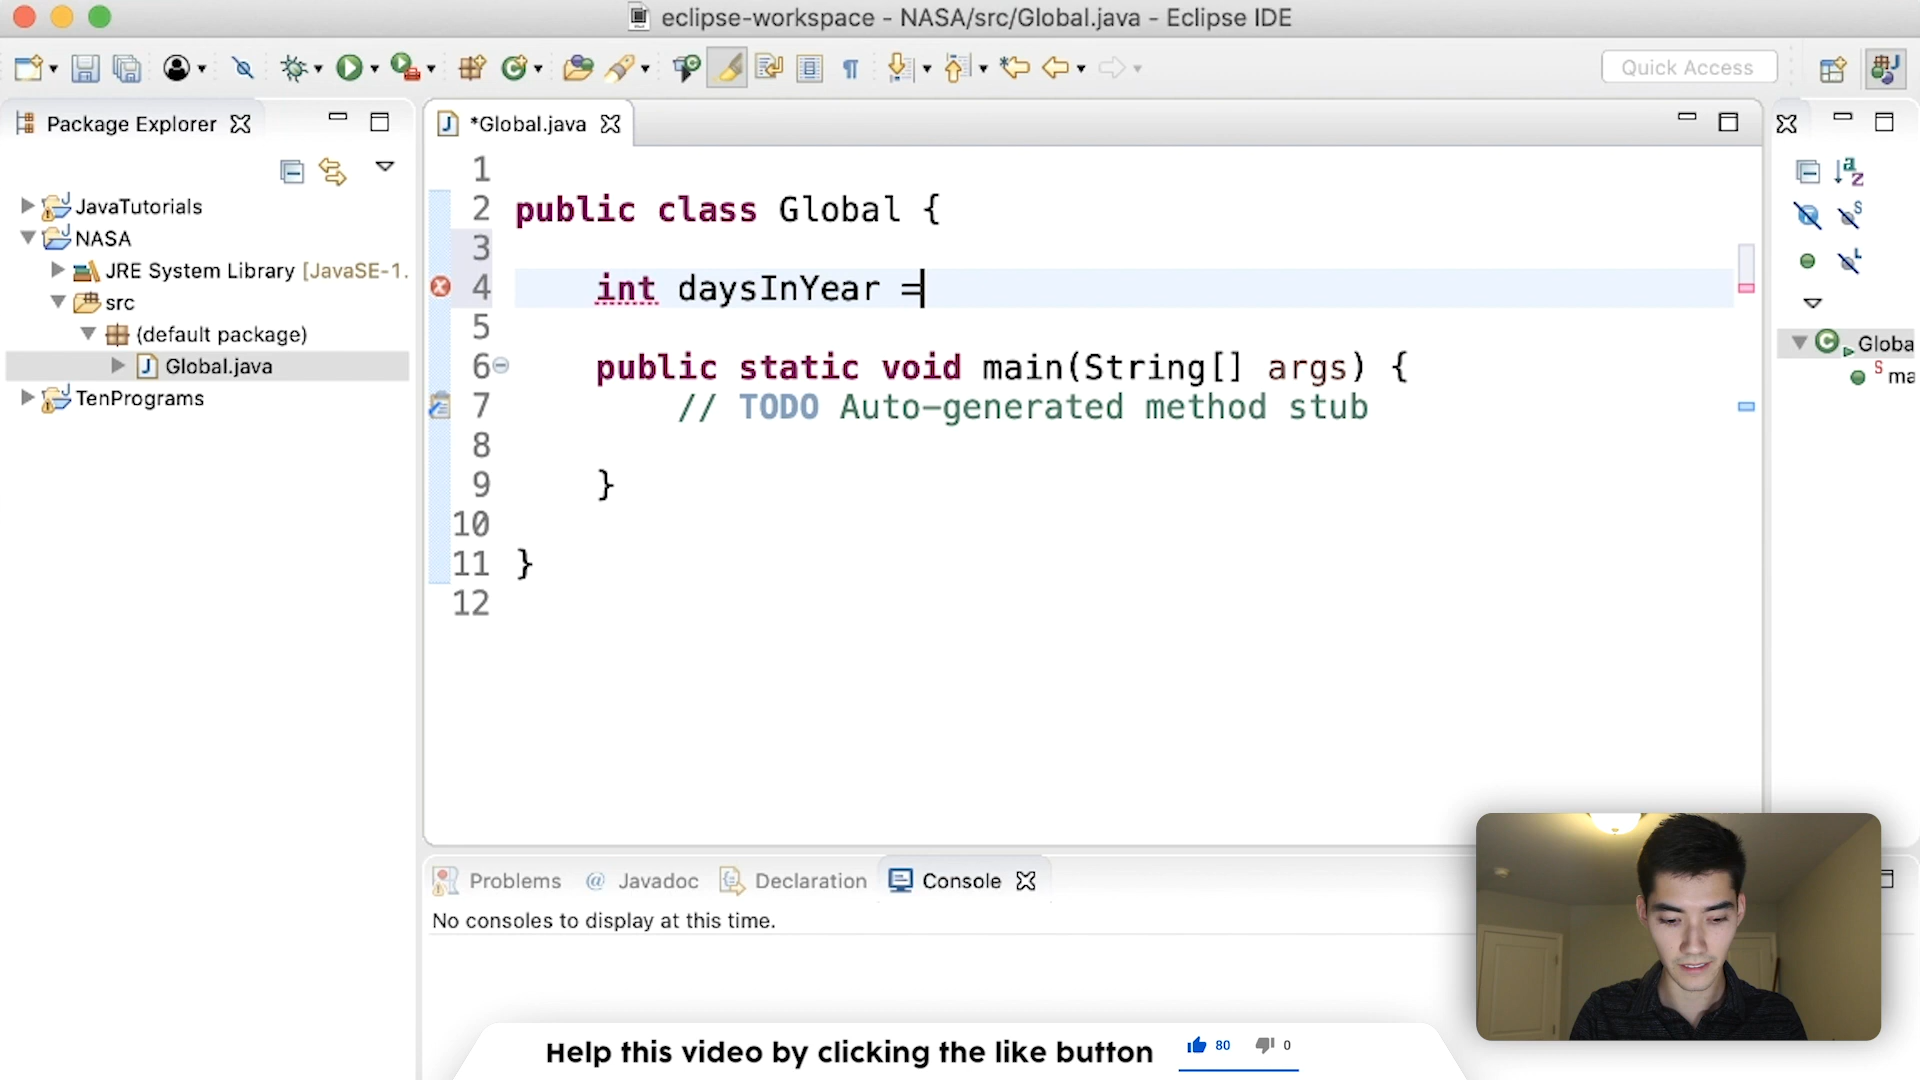 eclipse-workspace - NASA/src/Global.java - Eclipse IDE
Quick Access
Package Explorer
*Global.java
JavaTutorials
NASA
JRE System Library [JavaSE-1.
src
(default package)
Global.java
TenPrograms
1
2 public class Global {
3
4 int daysInYear =
5
6 public static void main(String[] args) {
7 // TODO Auto-generated method stub
8
9 }
10
11 }
12
Globa
ma
Problems @ Javadoc Declaration Console
No consoles to display at this time.
Help this video by clicking the like button 80 0